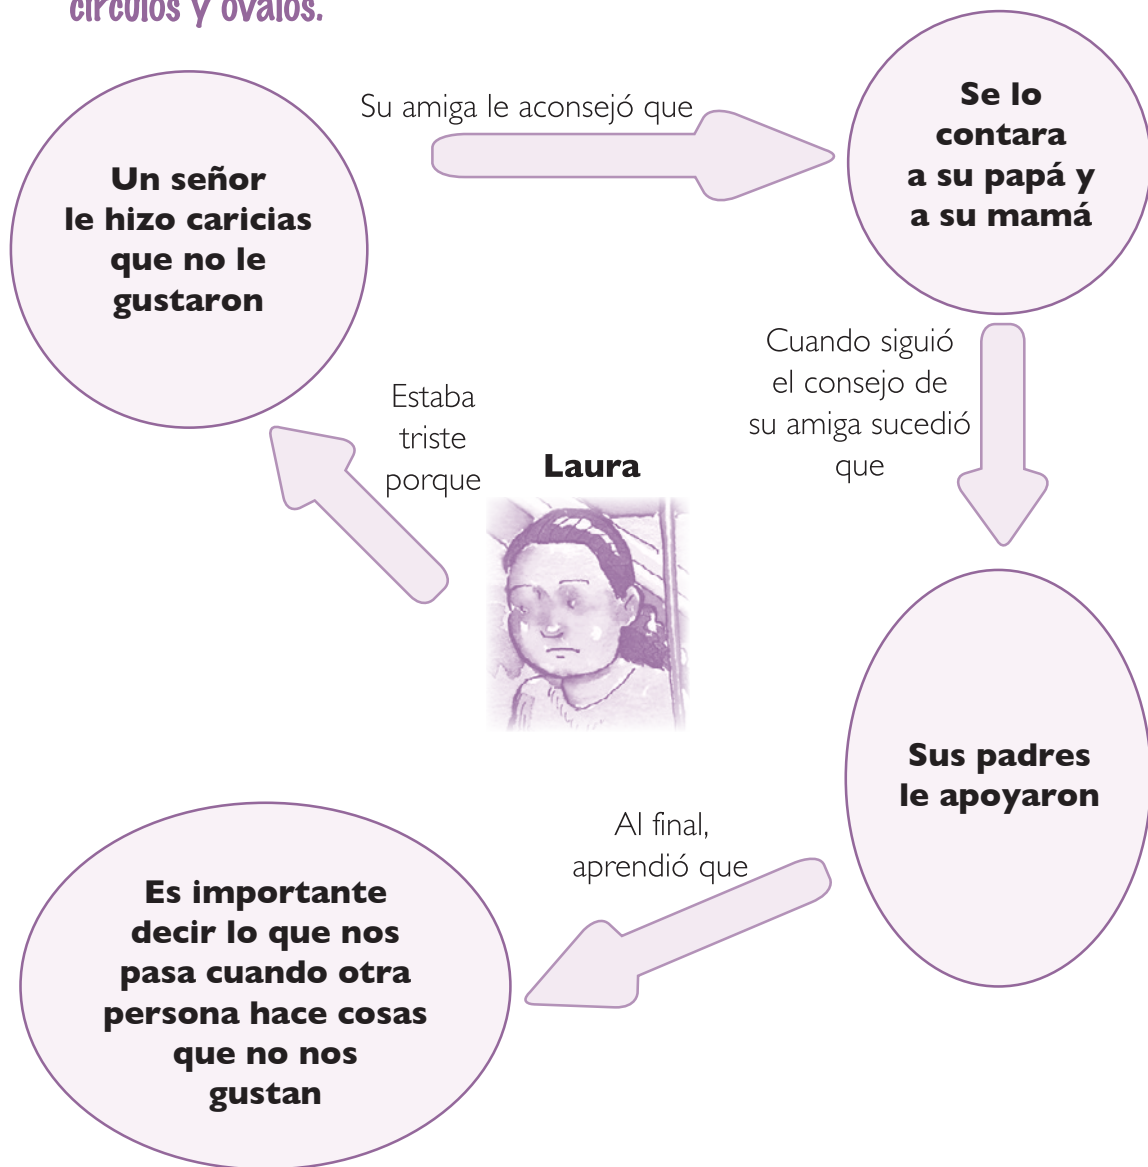 círculos y óvalos.
Laura
Estaba
triste
porque
Un señor
le hizo caricias
que no le
gustaron
Su amiga le aconsejó que
Se lo
contara
a su papá y
a su mamá
Cuando siguió
el consejo de
su amiga sucedió
que
Sus padres
le apoyaron
Al final,
aprendió que
Es importante
decir lo que nos
pasa cuando otra
persona hace cosas
que no nos
gustan